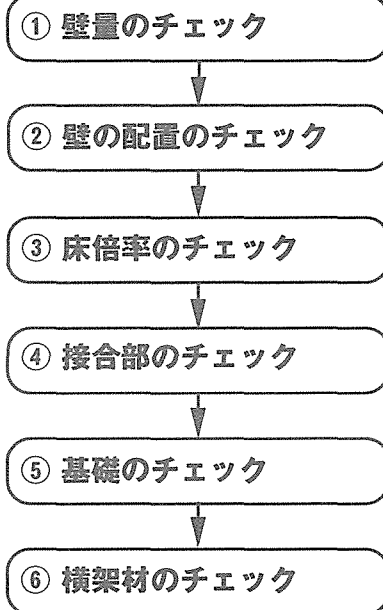 ① 壁量のチェック
② 壁の配置のチェック
③ 床倍率のチェック
④ 接合部のチェック
⑤ 基礎のチェック
⑥ 横架材のチェック